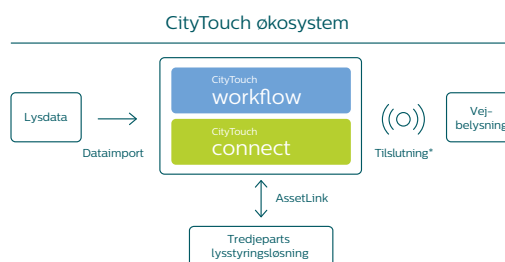 CityTouch økosystem
Lysdata
Dataimport
CityTouch
workflow
CityTouch
connect
Tilslutning*
Vej-
belysning
AssetLink
Tredjeparts
lysstyringsløsning